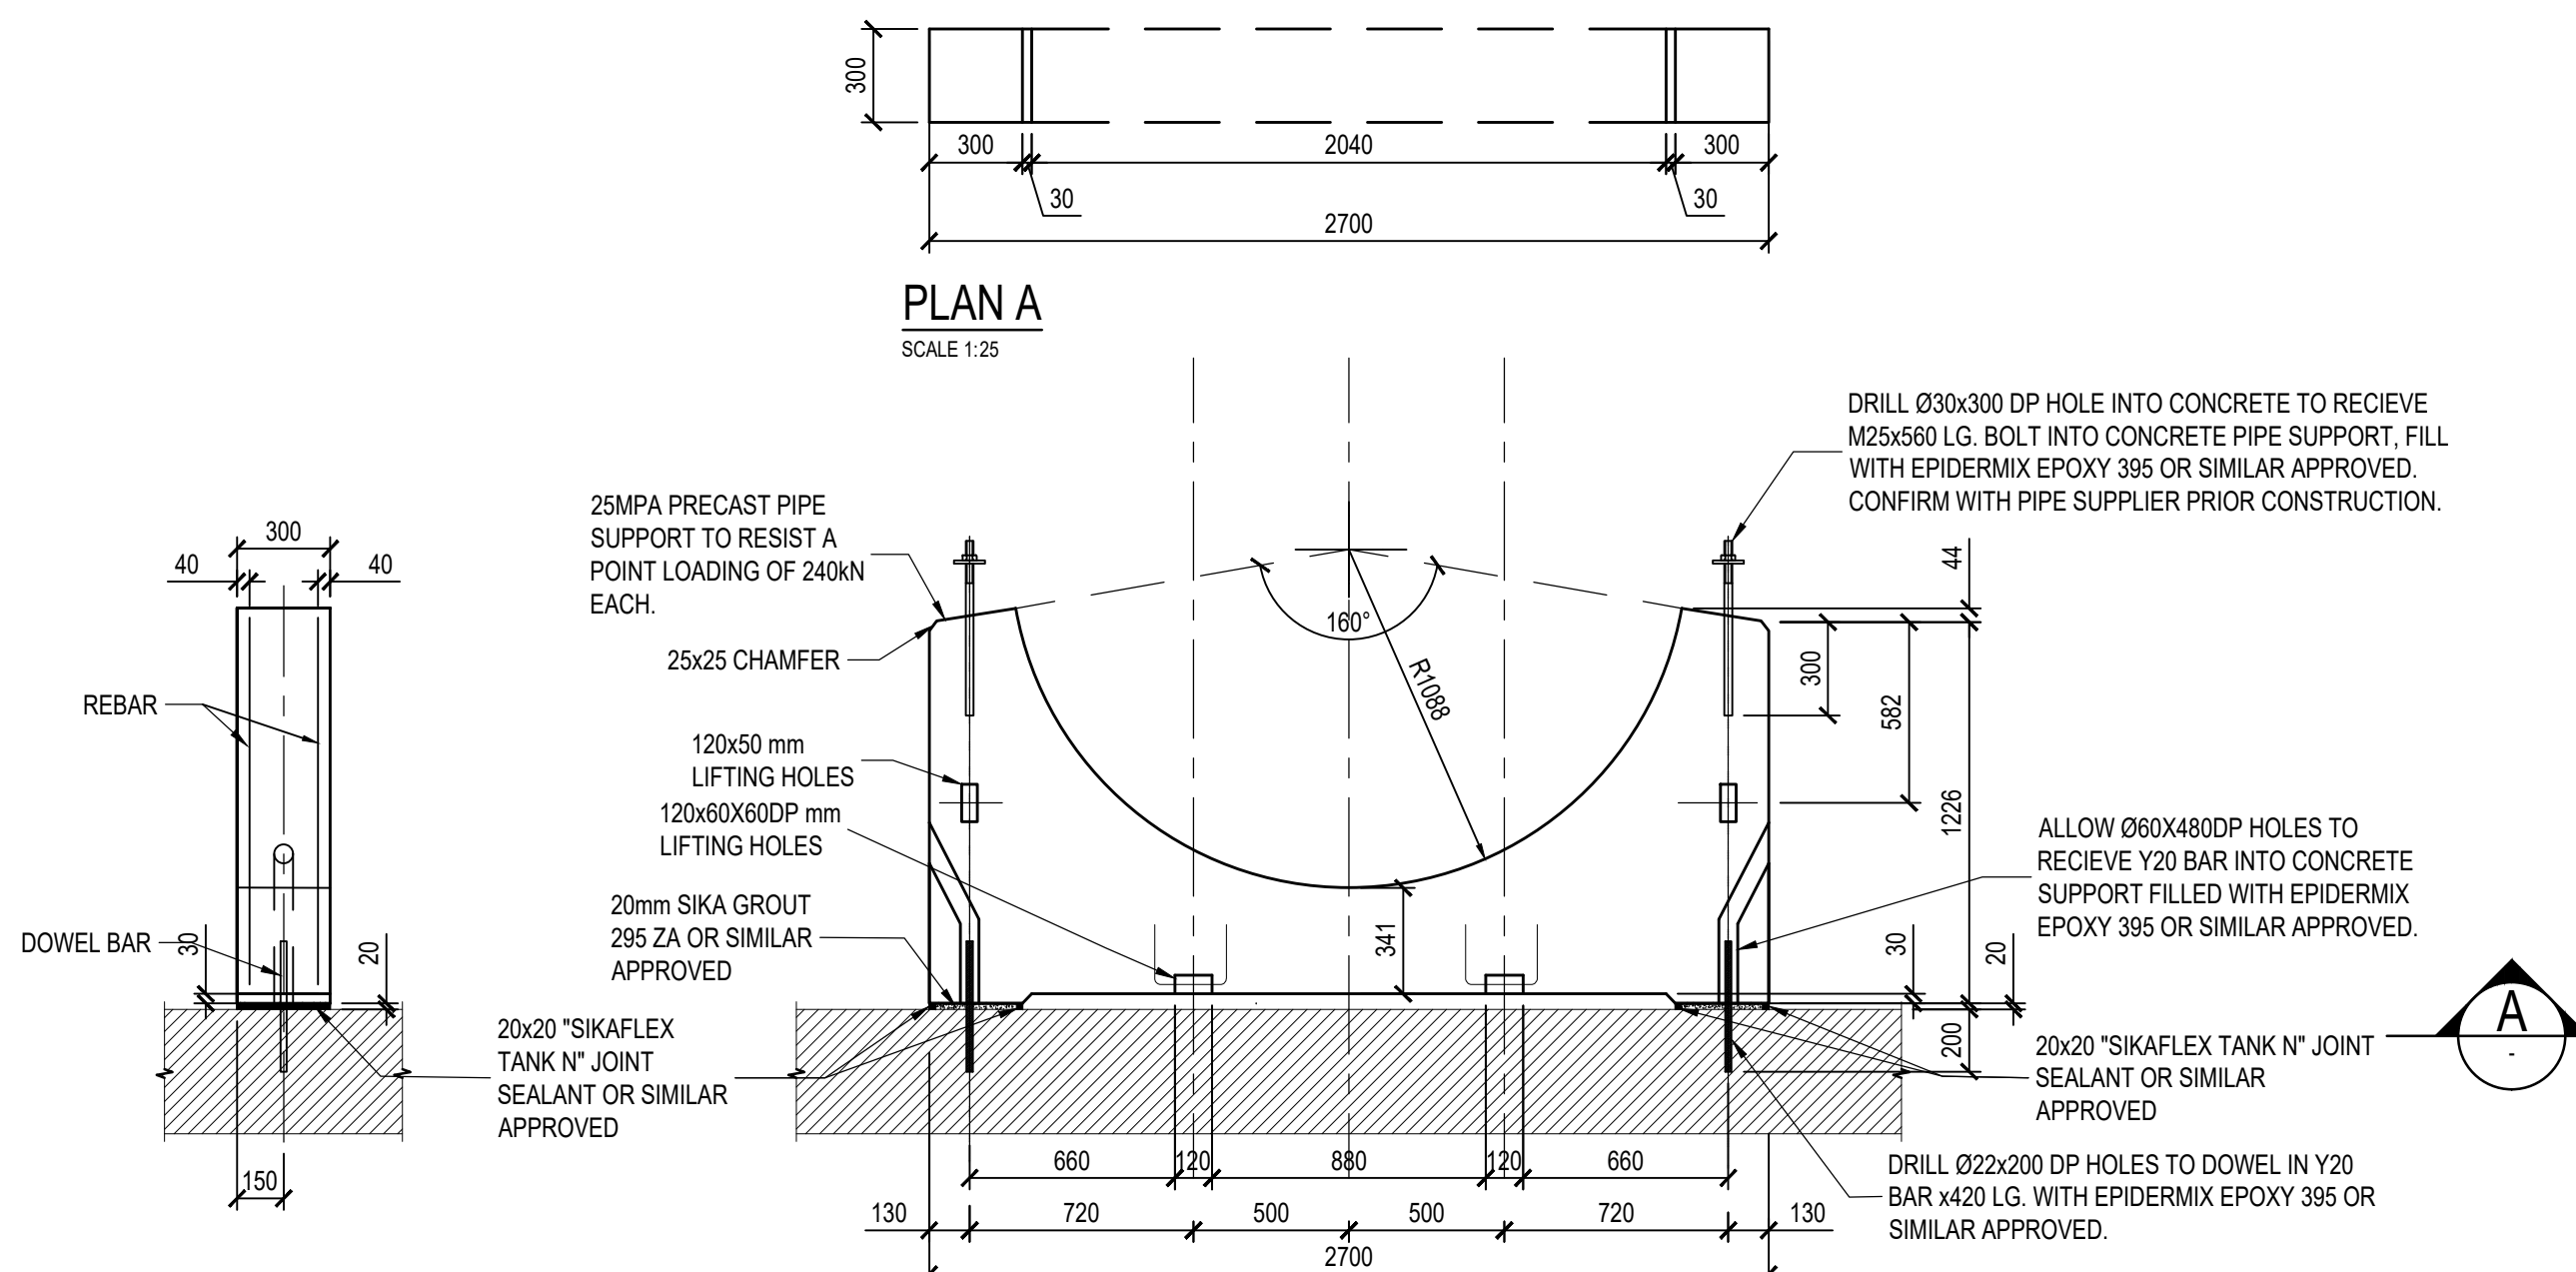 300
300
2040
300
30
30
2700
PLAN A
SCALE 1:25
DRILL Ø30x300 DP HOLE INTO CONCRETE TO RECIEVE
M25x560 LG. BOLT INTO CONCRETE PIPE SUPPORT, FILL
WITH EPIDERMIX EPOXY 395 OR SIMILAR APPROVED.
CONFIRM WITH PIPE SUPPLIER PRIOR CONSTRUCTION.
25MPA PRECAST PIPE
SUPPORT TO RESIST A
POINT LOADING OF 240kN
EACH.
25x25 CHAMFER
300
40
40
REBAR
DOWEL BAR
30
20
150
120x50 mm
LIFTING HOLES
120x60X60DP mm
LIFTING HOLES
20mm SIKA GROUT
295 ZA OR SIMILAR
APPROVED
20x20 "SIKAFLEX
TANK N" JOINT
SEALANT OR SIMILAR
APPROVED
160°
R1088
341
44
300
582
1226
30
20
200
ALLOW Ø60X480DP HOLES TO
RECIEVE Y20 BAR INTO CONCRETE
SUPPORT FILLED WITH EPIDERMIX
EPOXY 395 OR SIMILAR APPROVED.
A
-
20x20 "SIKAFLEX TANK N" JOINT
SEALANT OR SIMILAR
APPROVED
DRILL Ø22x200 DP HOLES TO DOWEL IN Y20
BAR x420 LG. WITH EPIDERMIX EPOXY 395 OR
SIMILAR APPROVED.
660
120
880
120
660
130
720
500
500
720
130
2700